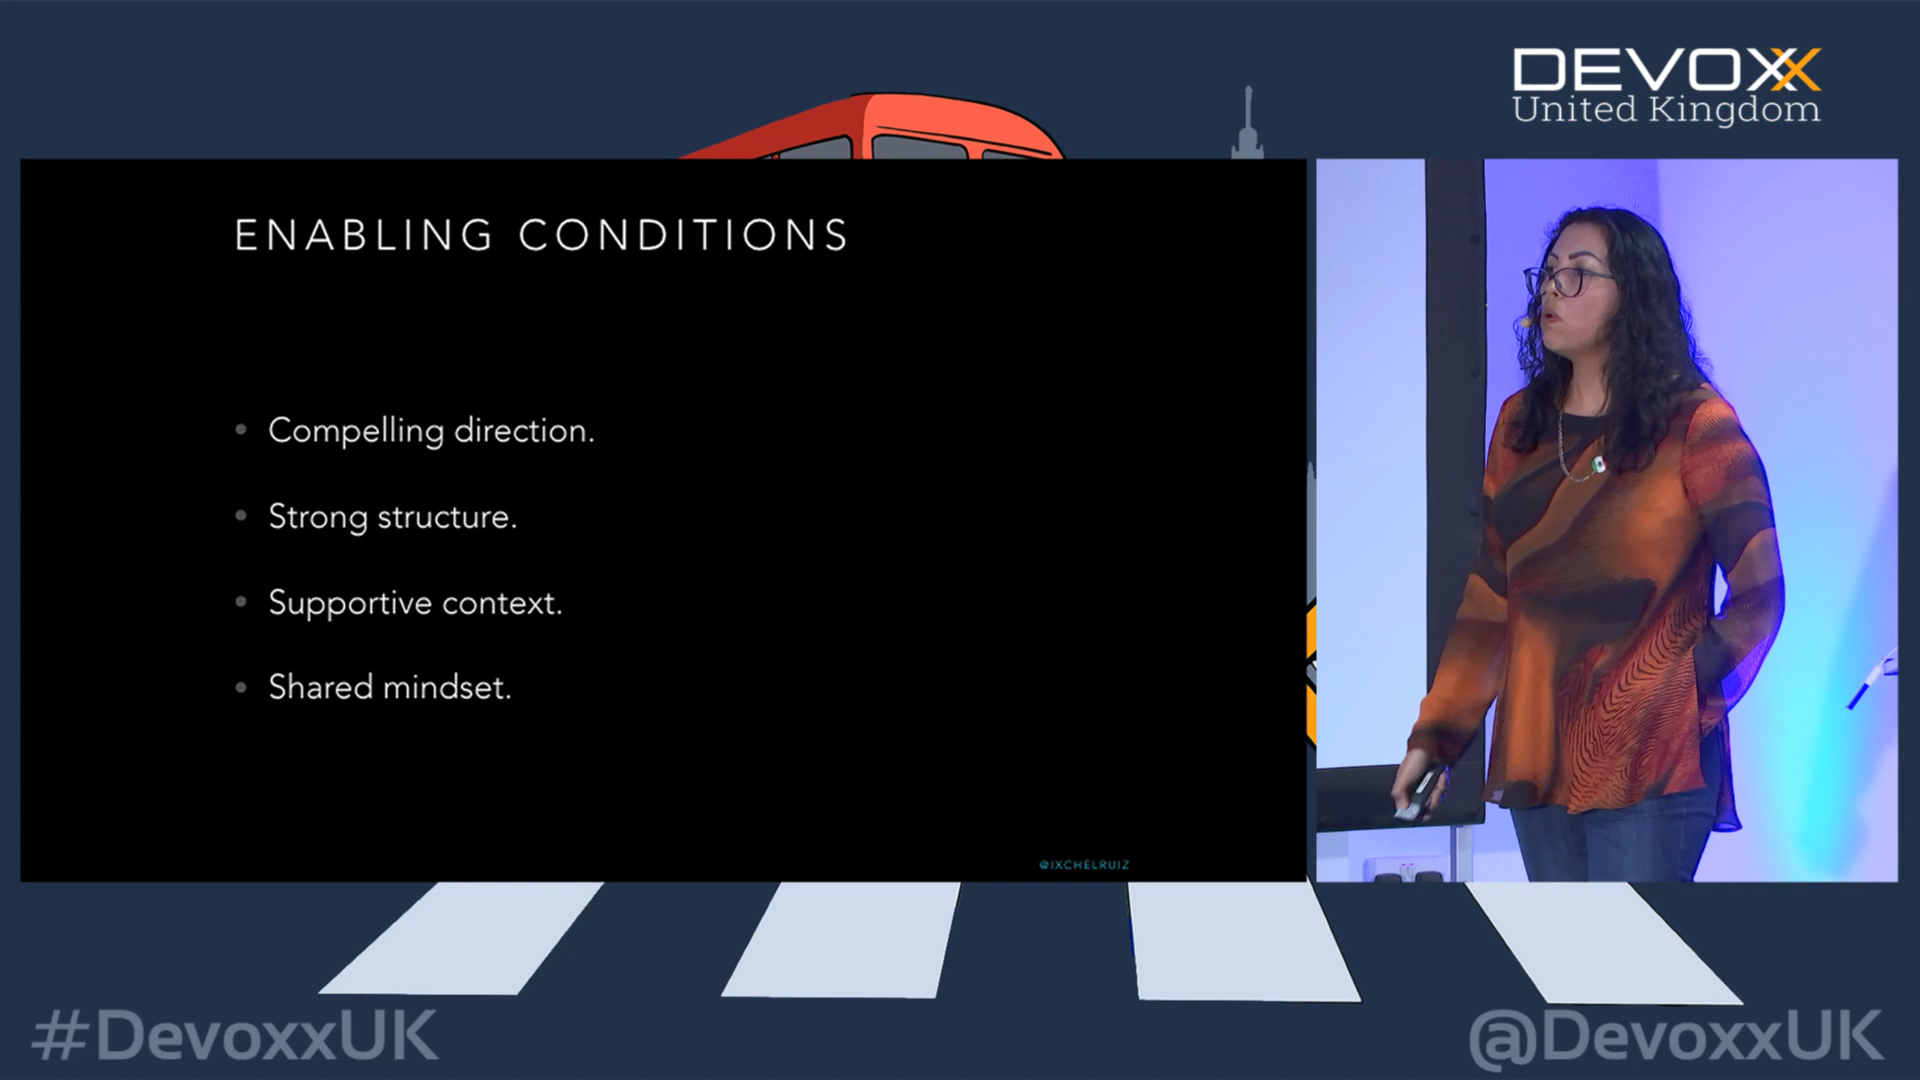 DEVOXX
United Kingdom
ENABLING CONDITIONS
• Compelling direction.
• Strong structure.
• Supportive context.
• Shared mindset.
@IXCHELRUIZ
#DevoxxUK
@DevoxxUK